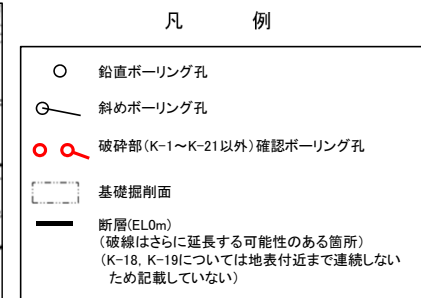 凡　例
鉛直ボーリング孔
斜めボーリング孔
破砕部(K-1～K-21以外)確認ボーリング孔
基礎掘削面
断層(EL0m)
(破線はさらに延長する可能性のある箇所)
(K-18, K-19については地表付近まで連続しない
ため記載していない)